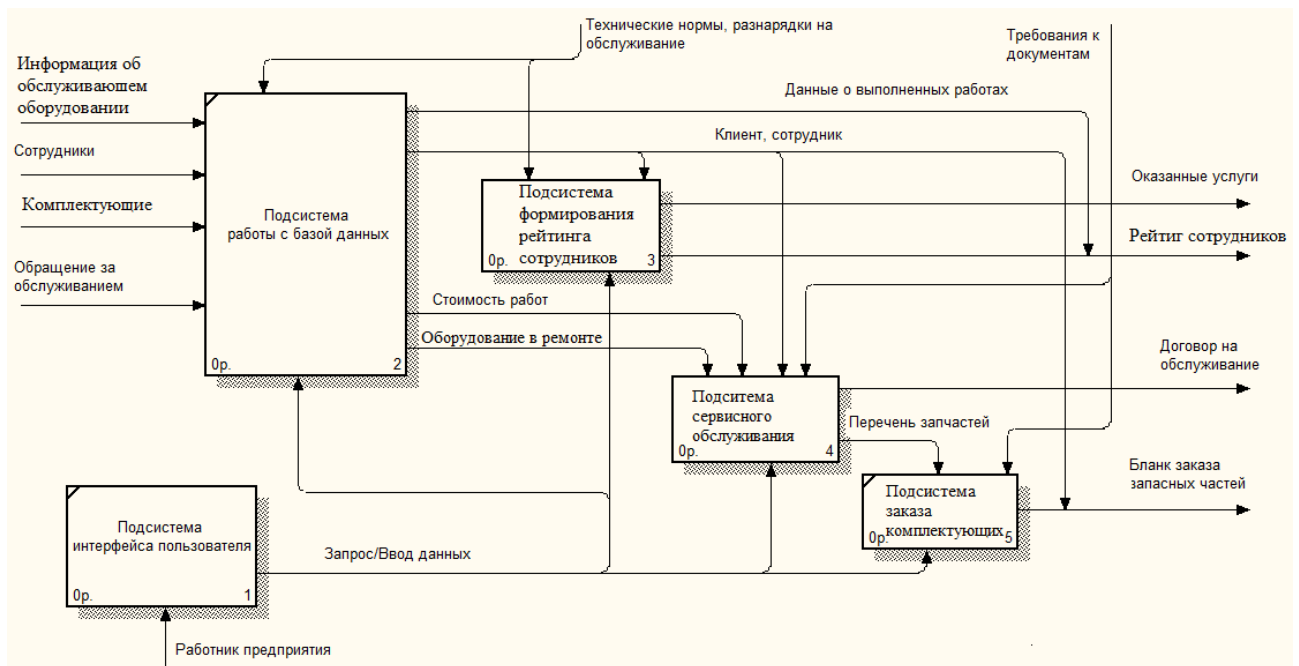 Технические нормы, разнарядки на
обслуживание
Требования к
документам
Информация об
обслуживаюшем
оборудовании
Данные о выполненных работах
Клиент, сотрудник
Сотрудники
Оказанные услуги
Комплектующие
Подсистема
работы с базой данных
0р.
2
Подсистема
формирования
рейтинга
сотрудников
0р.
3
Рейтиг сотрудников
Обращение за
обслуживанием
Стоимость работ
Оборудование в ремонте
Договор на
обслуживание
Подситема
сервисного
обслуживания
0р.
4
Перечень запчастей
Бланк заказа
запасных частей
Подсистема
заказа
комплектующих
0р.
5
Подсистема
интерфейса пользователя
0р.
1
Запрос/Ввод данных
Работник предприятия